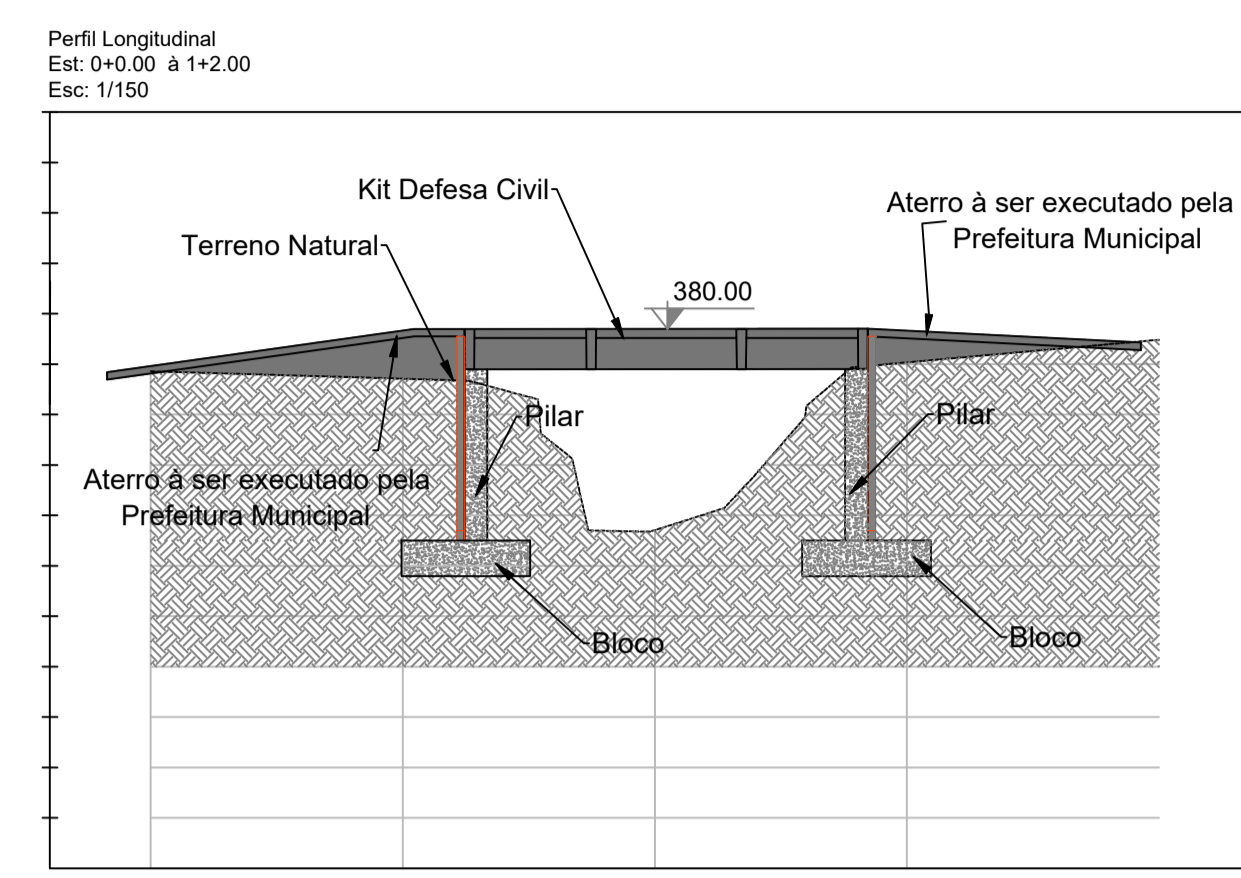 Perfil Longitudinal
Est: 0+0.00 à 1+2.00
Esc: 1/150
Kit Defesa Civil
Aterro à ser executado pela
Prefeitura Municipal
Terreno Natural
380.00
Pilar
Pilar
Aterro à ser executado pela
Prefeitura Municipal
Bloco
Bloco